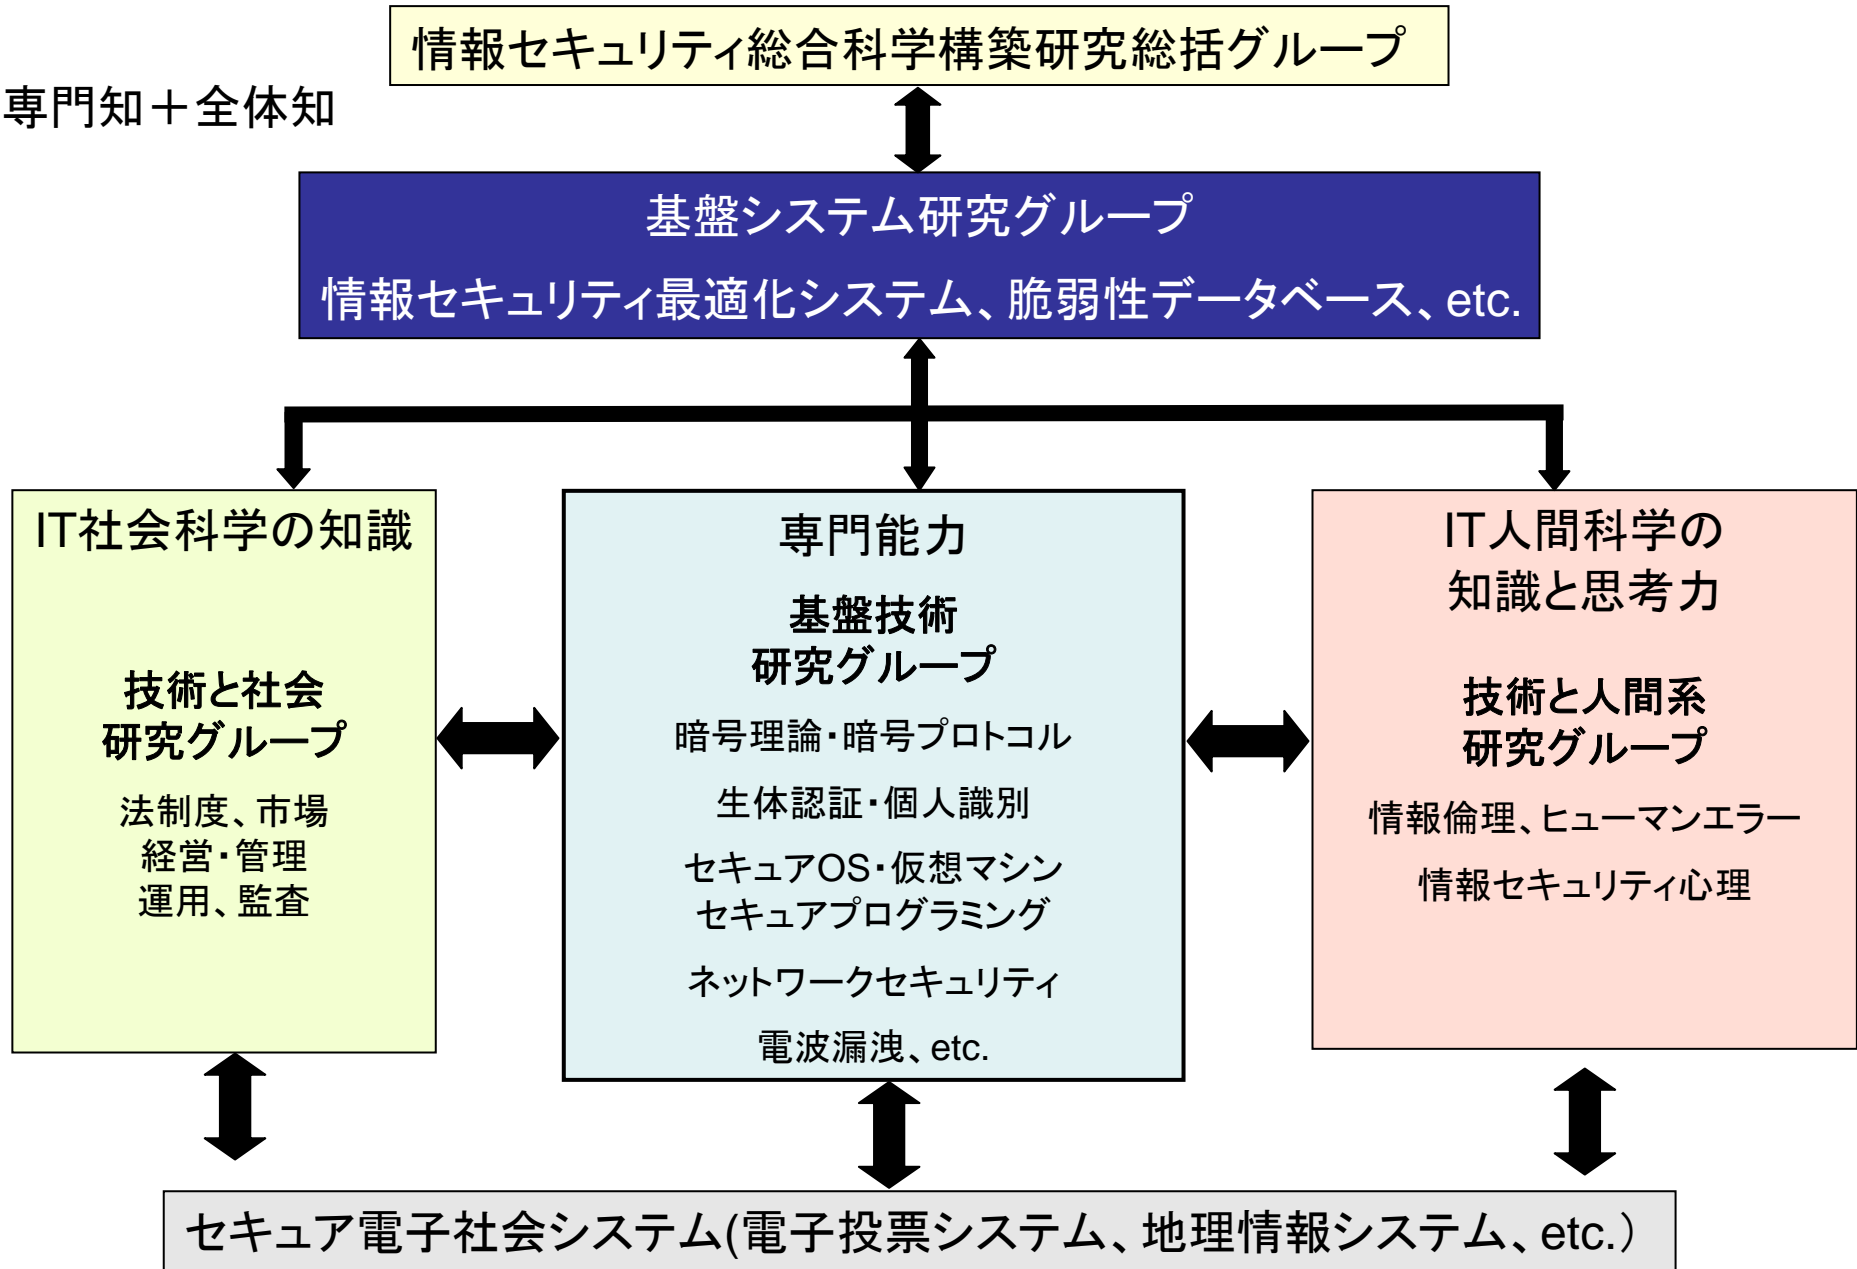 情報セキュリティ総合科学構築研究総括グループ
専門知＋全体知
基盤システム研究グループ
情報セキュリティ最適化システム、脆弱性データベース、etc.
IT社会科学の知識
技術と社会
研究グループ
法制度、市場
経営・管理
運用、監査
専門能力
基盤技術
研究グループ
暗号理論・暗号プロトコル
生体認証・個人識別
セキュアOS・仮想マシン
セキュアプログラミング
ネットワークセキュリティ
電波漏洩、etc.
IT人間科学の
知識と思考力
技術と人間系
研究グループ
情報倫理、ヒューマンエラー
情報セキュリティ心理
セキュア電子社会システム(電子投票システム、地理情報システム、etc.）